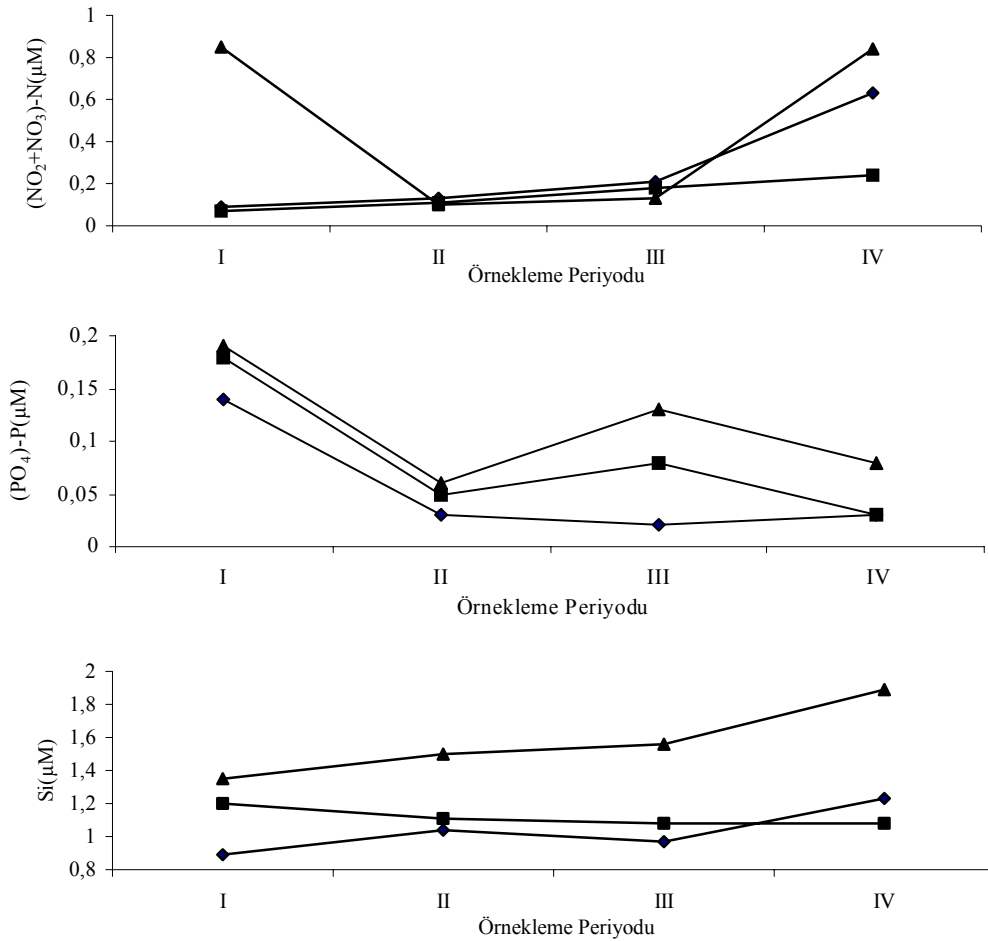 (NO₂+NO₃)-N(µM)
1
0,8
0,6
0,4
0,2
0
I II III IV
Örnekleme Periyodu
(PO₄)-P(µM)
0,2
0,15
0,1
0,05
0
I II III IV
Örnekleme Periyodu
Si(µM)
2
1,8
1,6
1,4
1,2
1
0,8
I II III IV
Örnekleme Periyodu